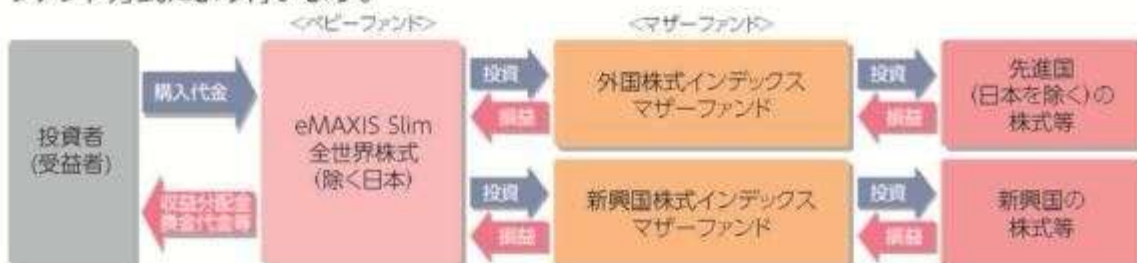 <ベビーファンド>
<マザーファンド>
投資者
(受益者)
購入代金
収益分配金
換金代金等
eMAXIS Slim
全世界株式
(除く日本)
投資
損益
外国株式インデックス
マザーファンド
投資
損益
先進国
(日本を除く)の
株式等
投資
損益
新興国株式インデックス
マザーファンド
投資
損益
新興国の
株式等